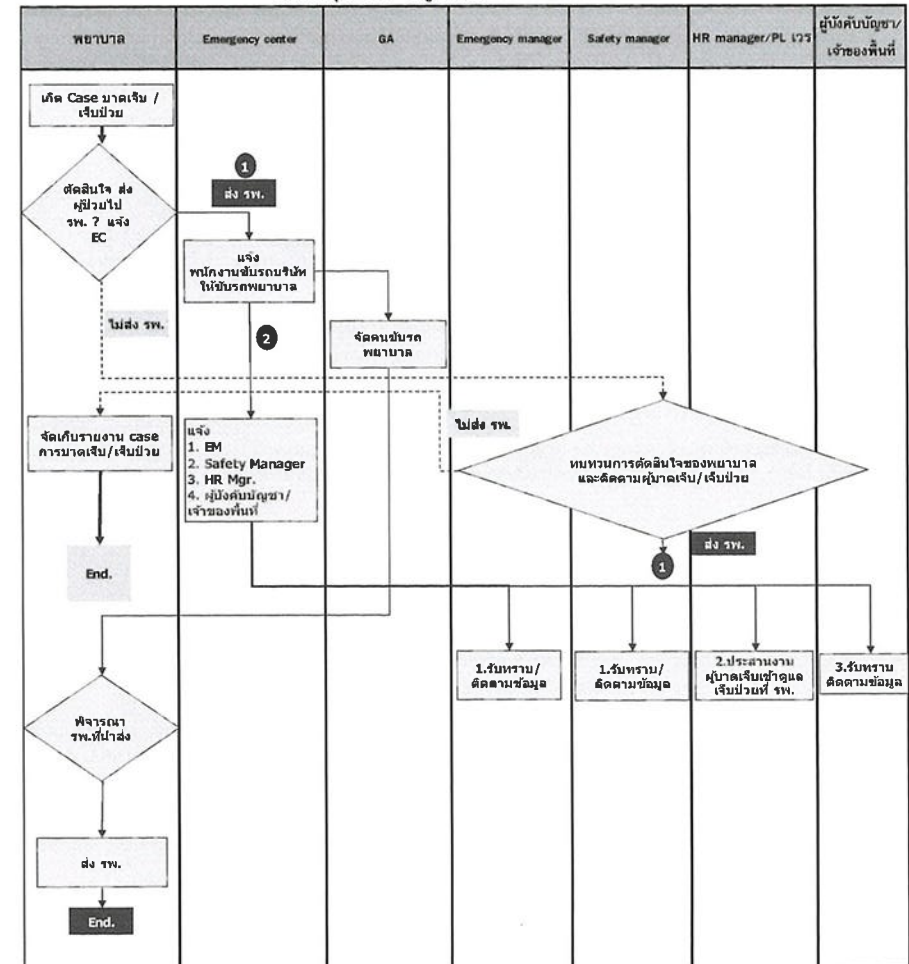 พยาบาล
Emergency center
GA
Emergency manager
Safety manager
HR manager/PL เวร
ผู้บังคับบัญชา/
เจ้าของพื้นที่
เกิด Case บาดเจ็บ /
เจ็บป่วย
ตัดสินใจ ส่ง
ผู้ป่วยไป
รพ. ? แจ้ง
EC
1
ส่ง รพ.
แจ้ง
พนักงานขับรถบริษัท
ให้ขับรถพยาบาล
ไม่ส่ง รพ.
2
จัดคนขับรถ
พยาบาล
จัดเก็บรายงาน case
การบาดเจ็บ/เจ็บป่วย
แจ้ง
1. EM
2. Safety Manager
3. HR Mgr.
4. ผู้บังคับบัญชา/
เจ้าของพื้นที่
ไม่ส่ง รพ.
ทบทวนการตัดสินใจของพยาบาล
และติดตามผู้บาดเจ็บ/เจ็บป่วย
ส่ง รพ.
1
End.
1.รับทราบ/
ติดตามข้อมูล
1.รับทราบ/
ติดตามข้อมูล
2.ประสานงาน
ผู้บาดเจ็บเข้าดูแล
เจ็บป่วยที่ รพ.
3.รับทราบ
ติดตามข้อมูล
พิจารณา
รพ.ที่นำส่ง
ส่ง รพ.
End.